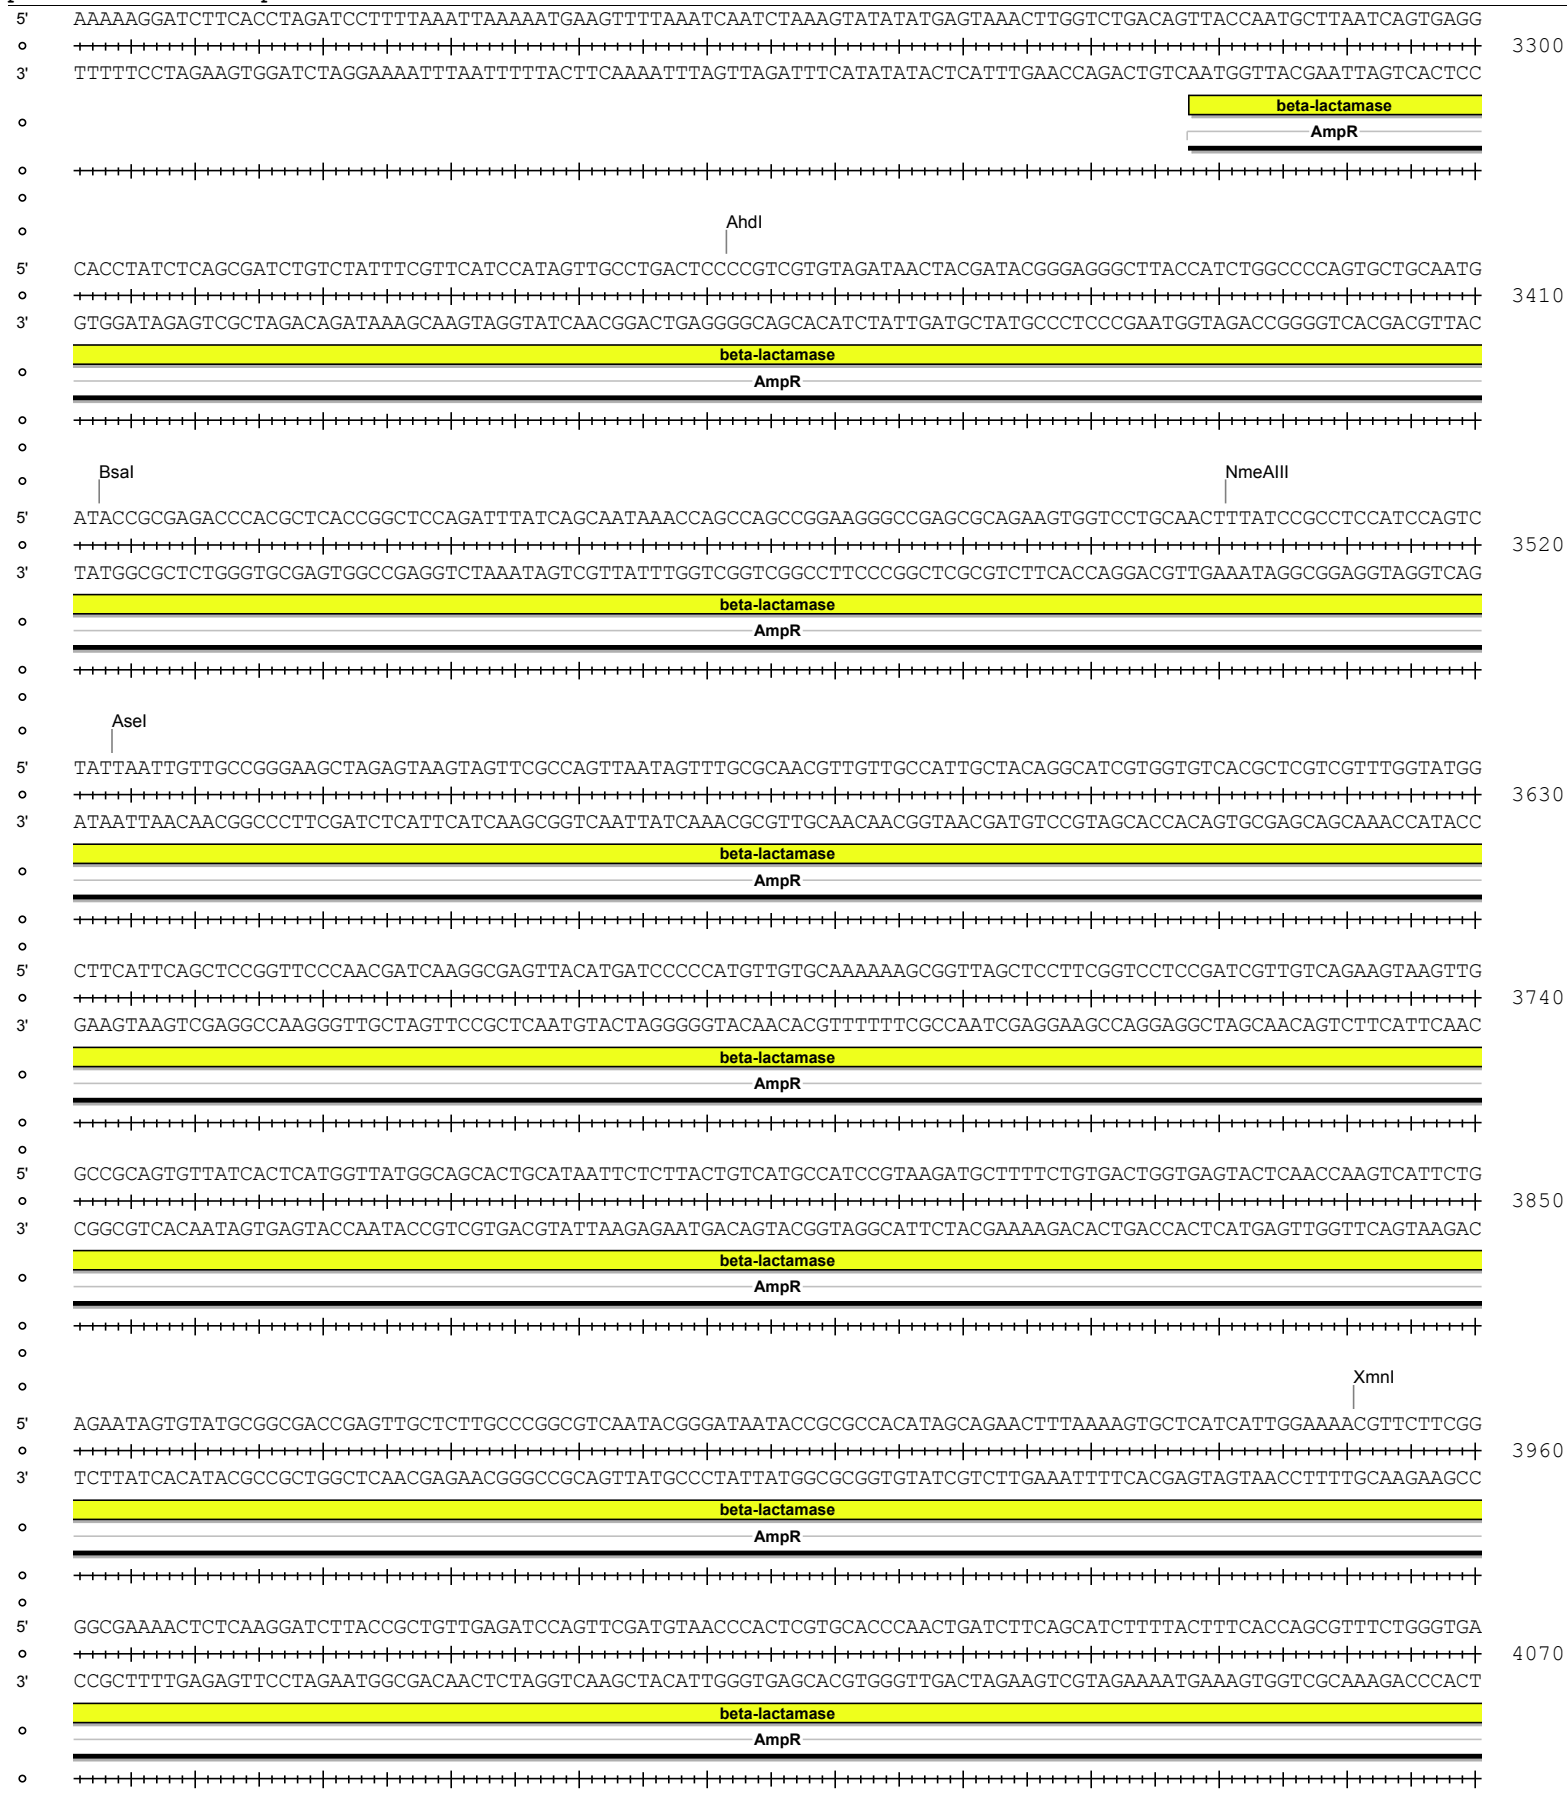 5' AAAAAGGATCTTCACCTAGATCCTTTTAAATTAAAAATGAAGTTTTAAATCAATCTAAAGTATATATGAGTAAACTTGGTCTGACAGTTACCAATGCTTAATCAGTGAGG
3300
3' TTTTTCCTAGAAGTGGATCTAGGAAAATTTAATTTTTACTTCAAAATTTAGTTAGATTTCATATATACTCATTTGAACCAGACTGTCAATGGTTACGAATTAGTCACTCC
beta-lactamase
AmpR
AhdI
5' CACCTATCTCAGCGATCTGTCTATTTCGTTCATCCATAGTTGCCTGACTCCCCGTCGTGTAGATAACTACGATACGGGAGGGCTTACCATCTGGCCCCAGTGCTGCAATG
3410
3' GTGGATAGAGTCGCTAGACAGATAAAGCAAGTAGGTATCAACGGACTGAGGGGCAGCACATCTATTGATGCTATGCCCTCCCGAATGGTAGACCGGGGTCACGACGTTAC
beta-lactamase
AmpR
BsaI NmeAIII
5' ATACCGCGAGACCCACGCTCACCGGCTCCAGATTTATCAGCAATAAACCAGCCAGCCGGAAGGGCCGAGCGCAGAAGTGGTCCTGCAACTTTATCCGCCTCCATCCAGTC
3520
3' TATGGCGCTCTGGGTGCGAGTGGCCGAGGTCTAAATAGTCGTTATTTGGTCGGTCGGCCTTCCCGGCTCGCGTCTTCACCAGGACGTTGAAATAGGCGGAGGTAGGTCAG
beta-lactamase
AmpR
AseI
5' TATTAATTGTTGCCGGGAAGCTAGAGTAAGTAGTTCGCCAGTTAATAGTTTGCGCAACGTTGTTGCCATTGCTACAGGCATCGTGGTGTCACGCTCGTCGTTTGGTATGG
3630
3' ATAATTAACAACGGCCCTTCGATCTCATTCATCAAGCGGTCAATTATCAAACGCGTTGCAACAACGGTAACGATGTCCGTAGCACCACAGTGCGAGCAGCAAACCATACC
beta-lactamase
AmpR
5' CTTCATTCAGCTCCGGTTCCCAACGATCAAGGCGAGTTACATGATCCCCCATGTTGTGCAAAAAAGCGGTTAGCTCCTTCGGTCCTCCGATCGTTGTCAGAAGTAAGTTG
3740
3' GAAGTAAGTCGAGGCCAAGGGTTGCTAGTTCCGCTCAATGTACTAGGGGGTACAACACGTTTTTTCGCCAATCGAGGAAGCCAGGAGGCTAGCAACAGTCTTCATTCAAC
beta-lactamase
AmpR
5' GCCGCAGTGTTATCACTCATGGTTATGGCAGCACTGCATAATTCTCTTACTGTCATGCCATCCGTAAGATGCTTTTCTGTGACTGGTGAGTACTCAACCAAGTCATTCTG
3850
3' CGGCGTCACAATAGTGAGTACCAATACCGTCGTGACGTATTAAGAGAATGACAGTACGGTAGGCATTCTACGAAAAGACACTGACCACTCATGAGTTGGTTCAGTAAGAC
beta-lactamase
AmpR
XmnI
5' AGAATAGTGTATGCGGCGACCGAGTTGCTCTTGCCCGGCGTCAATACGGGATAATACCGCGCCACATAGCAGAACTTTAAAAGTGCTCATCATTGGAAAACGTTCTTCGG
3960
3' TCTTATCACATACGCCGCTGGCTCAACGAGAACGGGCCGCAGTTATGCCCTATTATGGCGCGGTGTATCGTCTTGAAATTTTCACGAGTAGTAACCTTTTGCAAGAAGCC
beta-lactamase
AmpR
5' GGCGAAAACTCTCAAGGATCTTACCGCTGTTGAGATCCAGTTCGATGTAACCCACTCGTGCACCCAACTGATCTTCAGCATCTTTTACTTTCACCAGCGTTTCTGGGTGA
4070
3' CCGCTTTTGAGAGTTCCTAGAATGGCGACAACTCTAGGTCAAGCTACATTGGGTGAGCACGTGGGTTGACTAGAAGTCGTAGAAAATGAAAGTGGTCGCAAAGACCCACT
beta-lactamase
AmpR